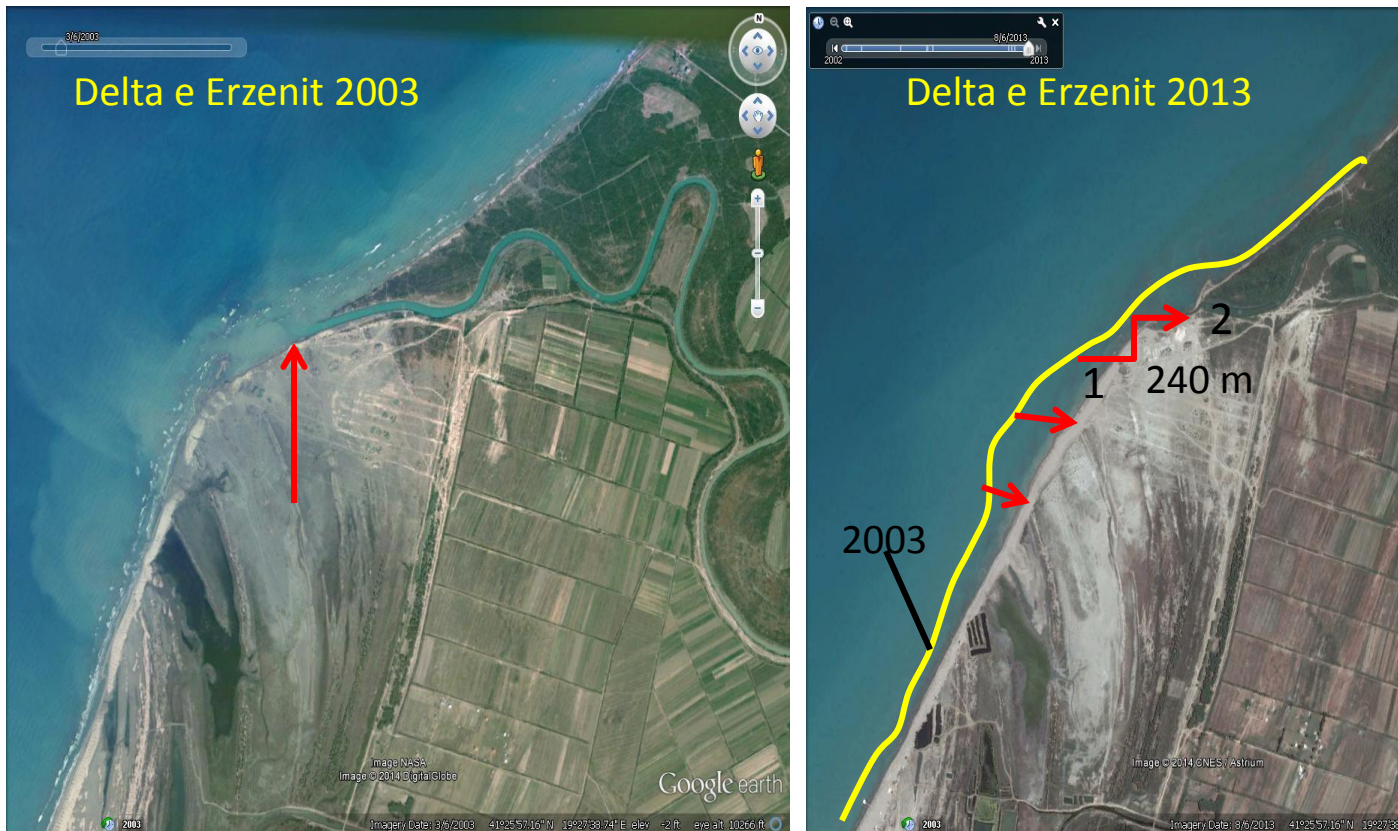 3/6/2003
N
Delta e Erzenit 2003
Image NASA
Image © 2014 DigitalGlobe
Google earth
2003
Imagery Date: 3/6/2003 41°25'57.16" N 19°27'38.74" E elev -2 ft eye alt 10266 ft
8/6/2013
2002
2013
Delta e Erzenit 2013
2
1
240 m
2003
Image © 2014 CNES / Astrium
2003
Imagery Date: 8/6/2013 41°25'57.16" N